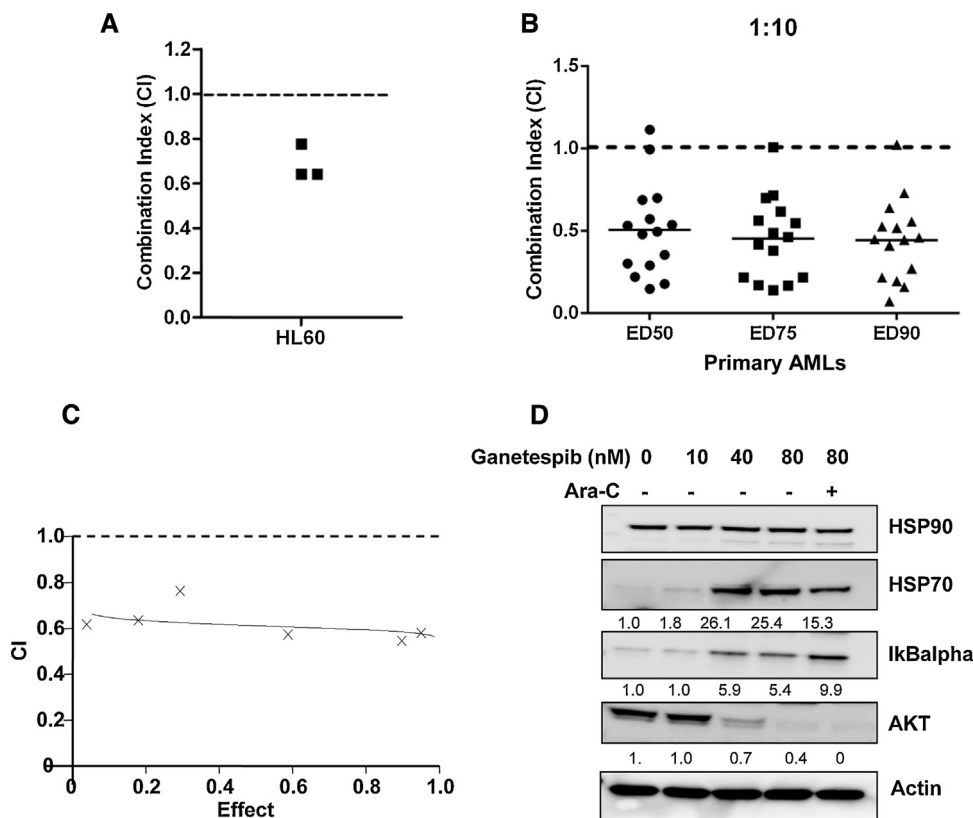 A
Combination Index (CI)
1.2
1.0
0.8
0.6
0.4
0.2
0.0
HL60
B
1:10
Combination Index (CI)
1.5
1.0
0.5
0.0
ED50 ED75 ED90
Primary AMLs
C
CI
1.0
0.8
0.6
0.4
0.2
0
0 0.2 0.4 0.6 0.8 1.0
Effect
D
Ganetespib (nM) 0 10 40 80 80
Ara-C - - - - +
HSP90
HSP70
1.0 1.8 26.1 25.4 15.3
IkBalpha
1.0 1.0 5.9 5.4 9.9
AKT
1. 1.0 0.7 0.4 0
Actin